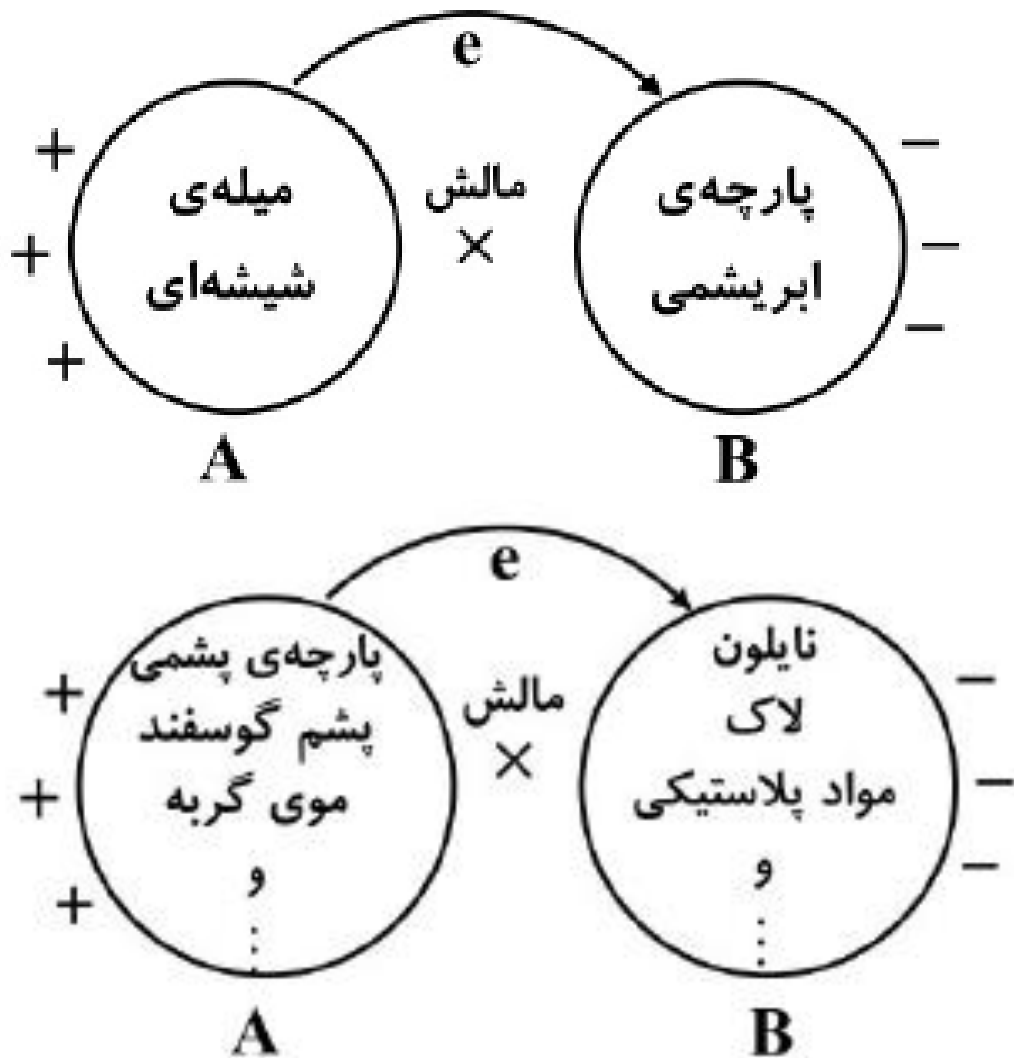 e
+
+
+
میله‌ی
شیشه‌ای
مالش
×
پارچه‌ی
ابریشمی
−
−
−
A
B
e
+
+
+
پارچه‌ی پشمی
پشم گوسفند
موی گربه
و
⋮
مالش
×
نایلون
لاک
مواد پلاستیکی
و
⋮
−
−
−
A
B